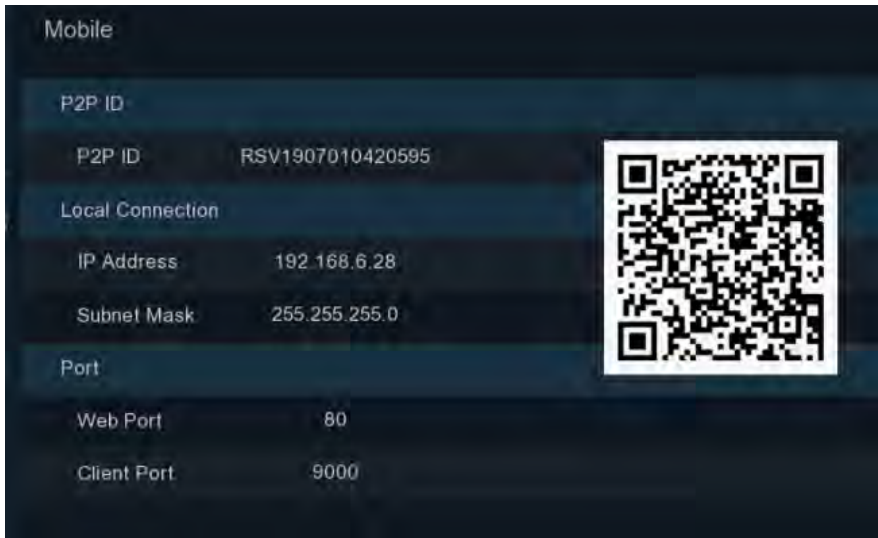 Mobile
P2P ID
P2P ID RSV1907010420595
Local Connection
IP Address 192.168.6.28
Subnet Mask 255.255.255.0
Port
Web Port 80
Client Port 9000